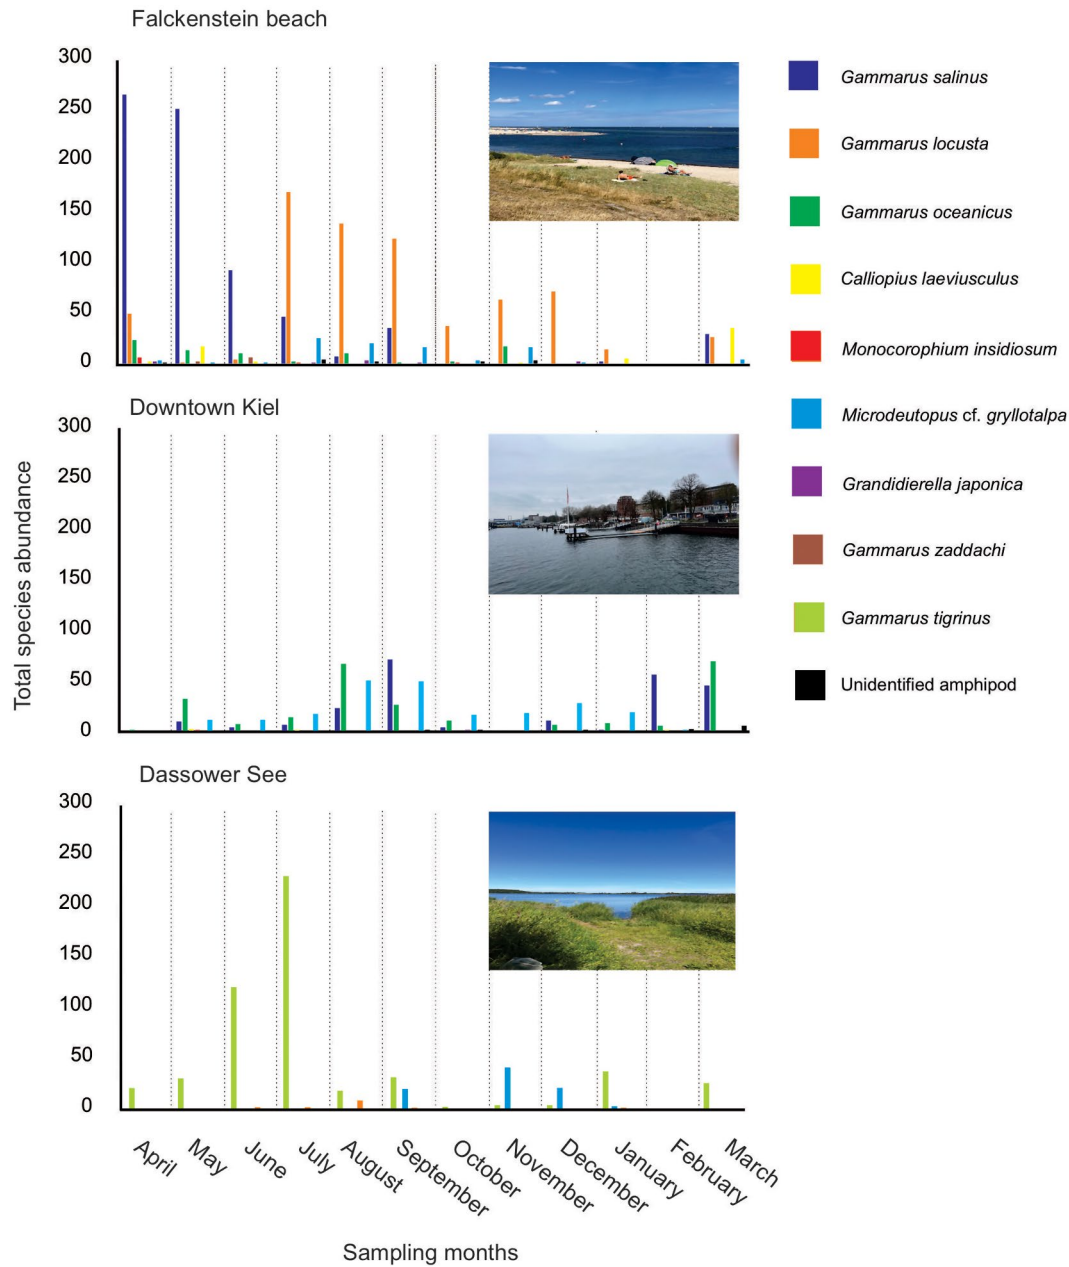 Falckenstein beach
300
250
200
150
100
50
0
Gammarus salinus
Gammarus locusta
Gammarus oceanicus
Calliopius laeviusculus
Monocorophium insidiosum
Microdeutopus cf. gryllotalpa
Grandidierella japonica
Gammarus zaddachi
Gammarus tigrinus
Unidentified amphipod
Total species abundance
Downtown Kiel
300
250
200
150
100
50
0
Dassower See
300
250
200
150
100
50
0
April
May
June
July
August
September
October
November
December
January
February
March
Sampling months